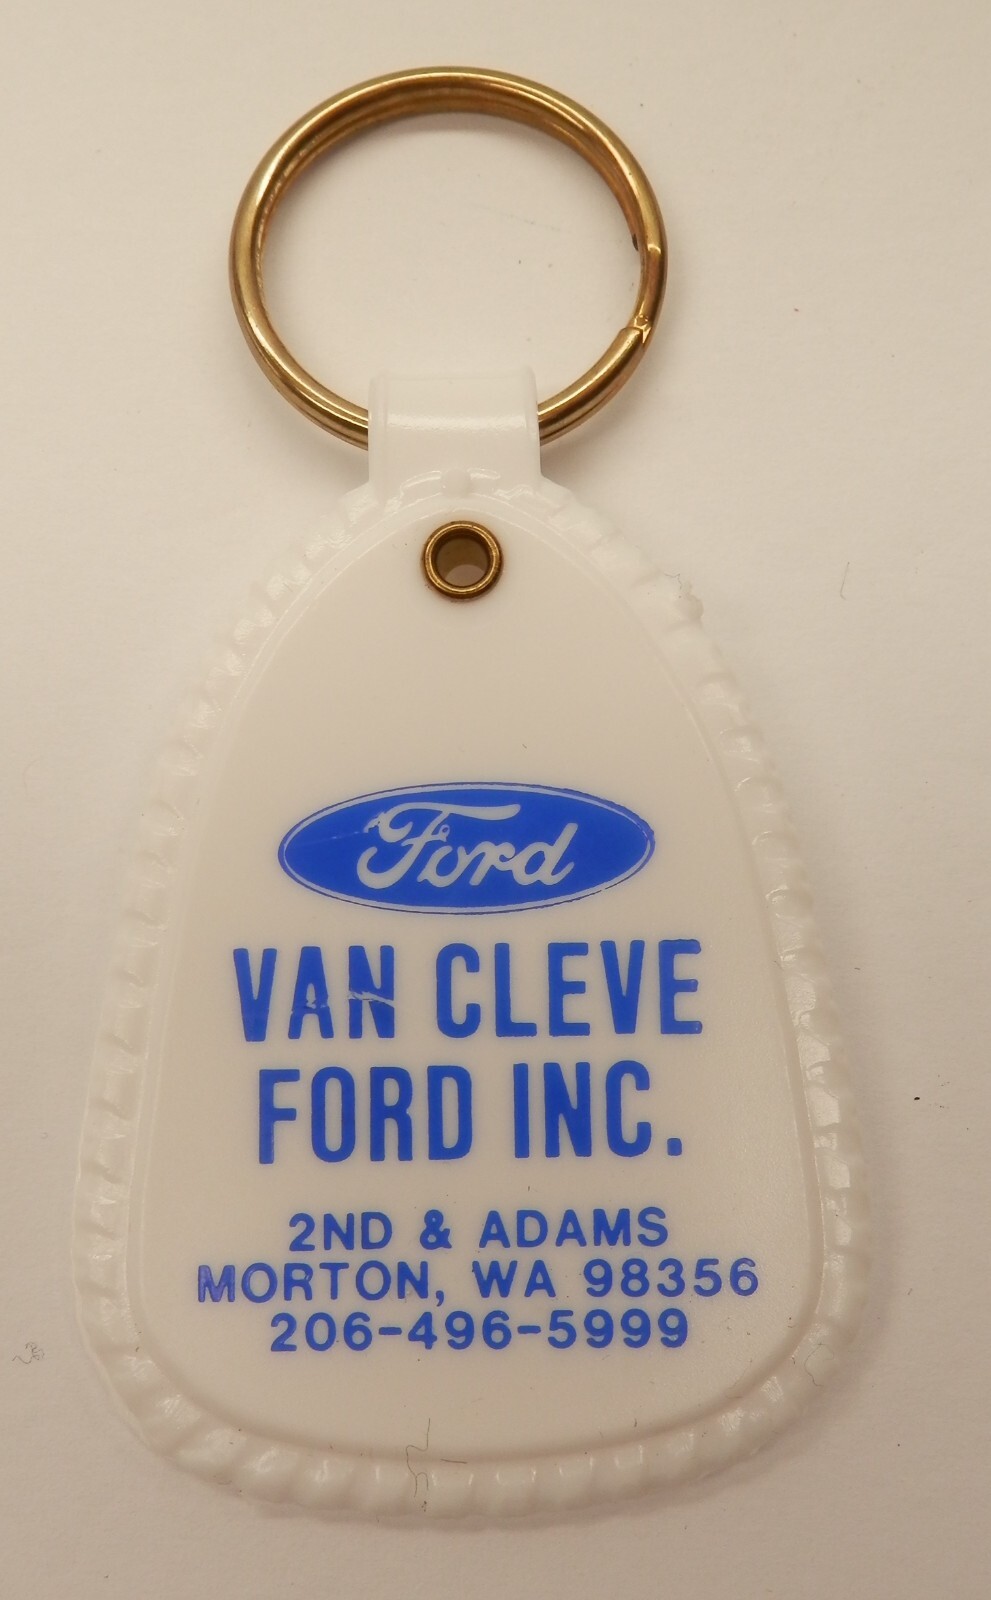 Ford
VAN CLEVE
FORD INC.
2ND & ADAMS
MORTON, WA 98356
206-496-5999